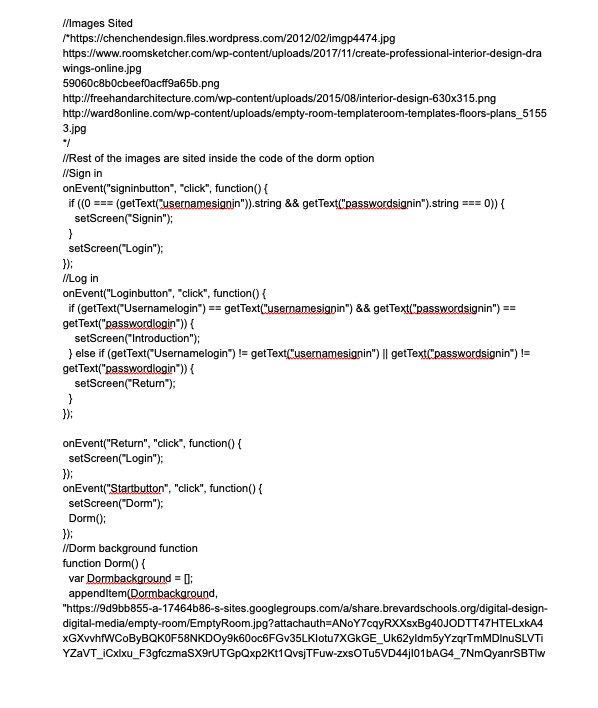 //Images Sited
/*https://chenchendesign.files.wordpress.com/2012/02/imgp4474.jpg
https://www.roomsketcher.com/wp-content/uploads/2017/11/create-professional-interior-design-dra
wings-online.jpg
59060c8b0cbeef0acff9a65b.png
http://freehandarchitecture.com/wp-content/uploads/2015/08/interior-design-630x315.png
http://ward8online.com/wp-content/uploads/empty-room-templateroom-templates-floors-plans_5155
3.jpg
*/
//Rest of the images are sited inside the code of the dorm option
//Sign in
onEvent("signinbutton", "click", function() {
if ((0 === (getText("usernamesignin")).string && getText("passwordsignin").string === 0)) {
setScreen("Signin");
}
setScreen("Login");
});
//Log in
onEvent("Loginbutton", "click", function() {
if (getText("Usernamelogin") == getText("usernamesignin") && getText("passwordsignin") ==
getText("passwordlogin")) {
setScreen("Introduction");
} else if (getText("Usernamelogin") != getText("usernamesignin") || getText("passwordsignin") !=
getText("passwordlogin")) {
setScreen("Return");
}
});
onEvent("Return", "click", function() {
setScreen("Login");
});
onEvent("Startbutton", "click", function() {
setScreen("Dorm");
Dorm();
});
//Dorm background function
function Dorm() {
var Dormbackground = [];
appendItem(Dormbackground,
"https://9d9bb855-a-17464b86-s-sites.googlegroups.com/a/share.brevardschools.org/digital-design-
digital-media/empty-room/EmptyRoom.jpg?attachauth=ANoY7cqyRXXsxBg40JODTT47HTELxkA4
xGXvvhfWCoByBQK0F58NKDOy9k60oc6FGv35LKIotu7XGkGE_Uk62yIdm5yYzqrTmMDlnuSLVTi
YZaVT_iCxlxu_F3gfczmaSX9rUTGpQxp2Kt1QvsjTFuw-zxsOTu5VD44jl01bAG4_7NmQyanrSBTlw